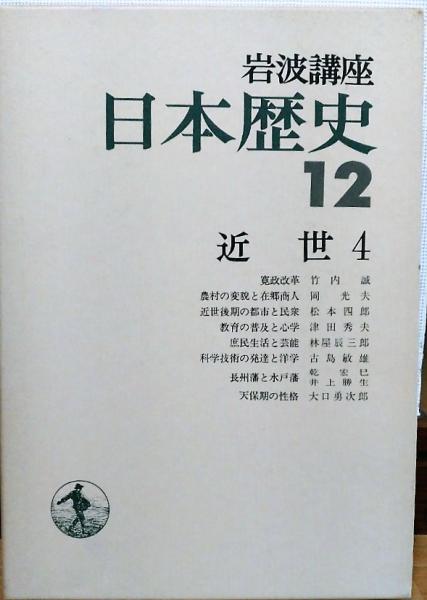 岩波講座
日本歴史
12
近世4
寛政改革 竹内誠
農村の変貌と在郷商人 岡光夫
近世後期の都市と民衆 松本四郎
教育の普及と心学 津田秀夫
庶民生活と芸能 林屋辰三郎
科学技術の発達と洋学 古島敏雄
長州藩と水戸藩 乾宏巳
井上勝生
天保期の性格 大口勇次郎